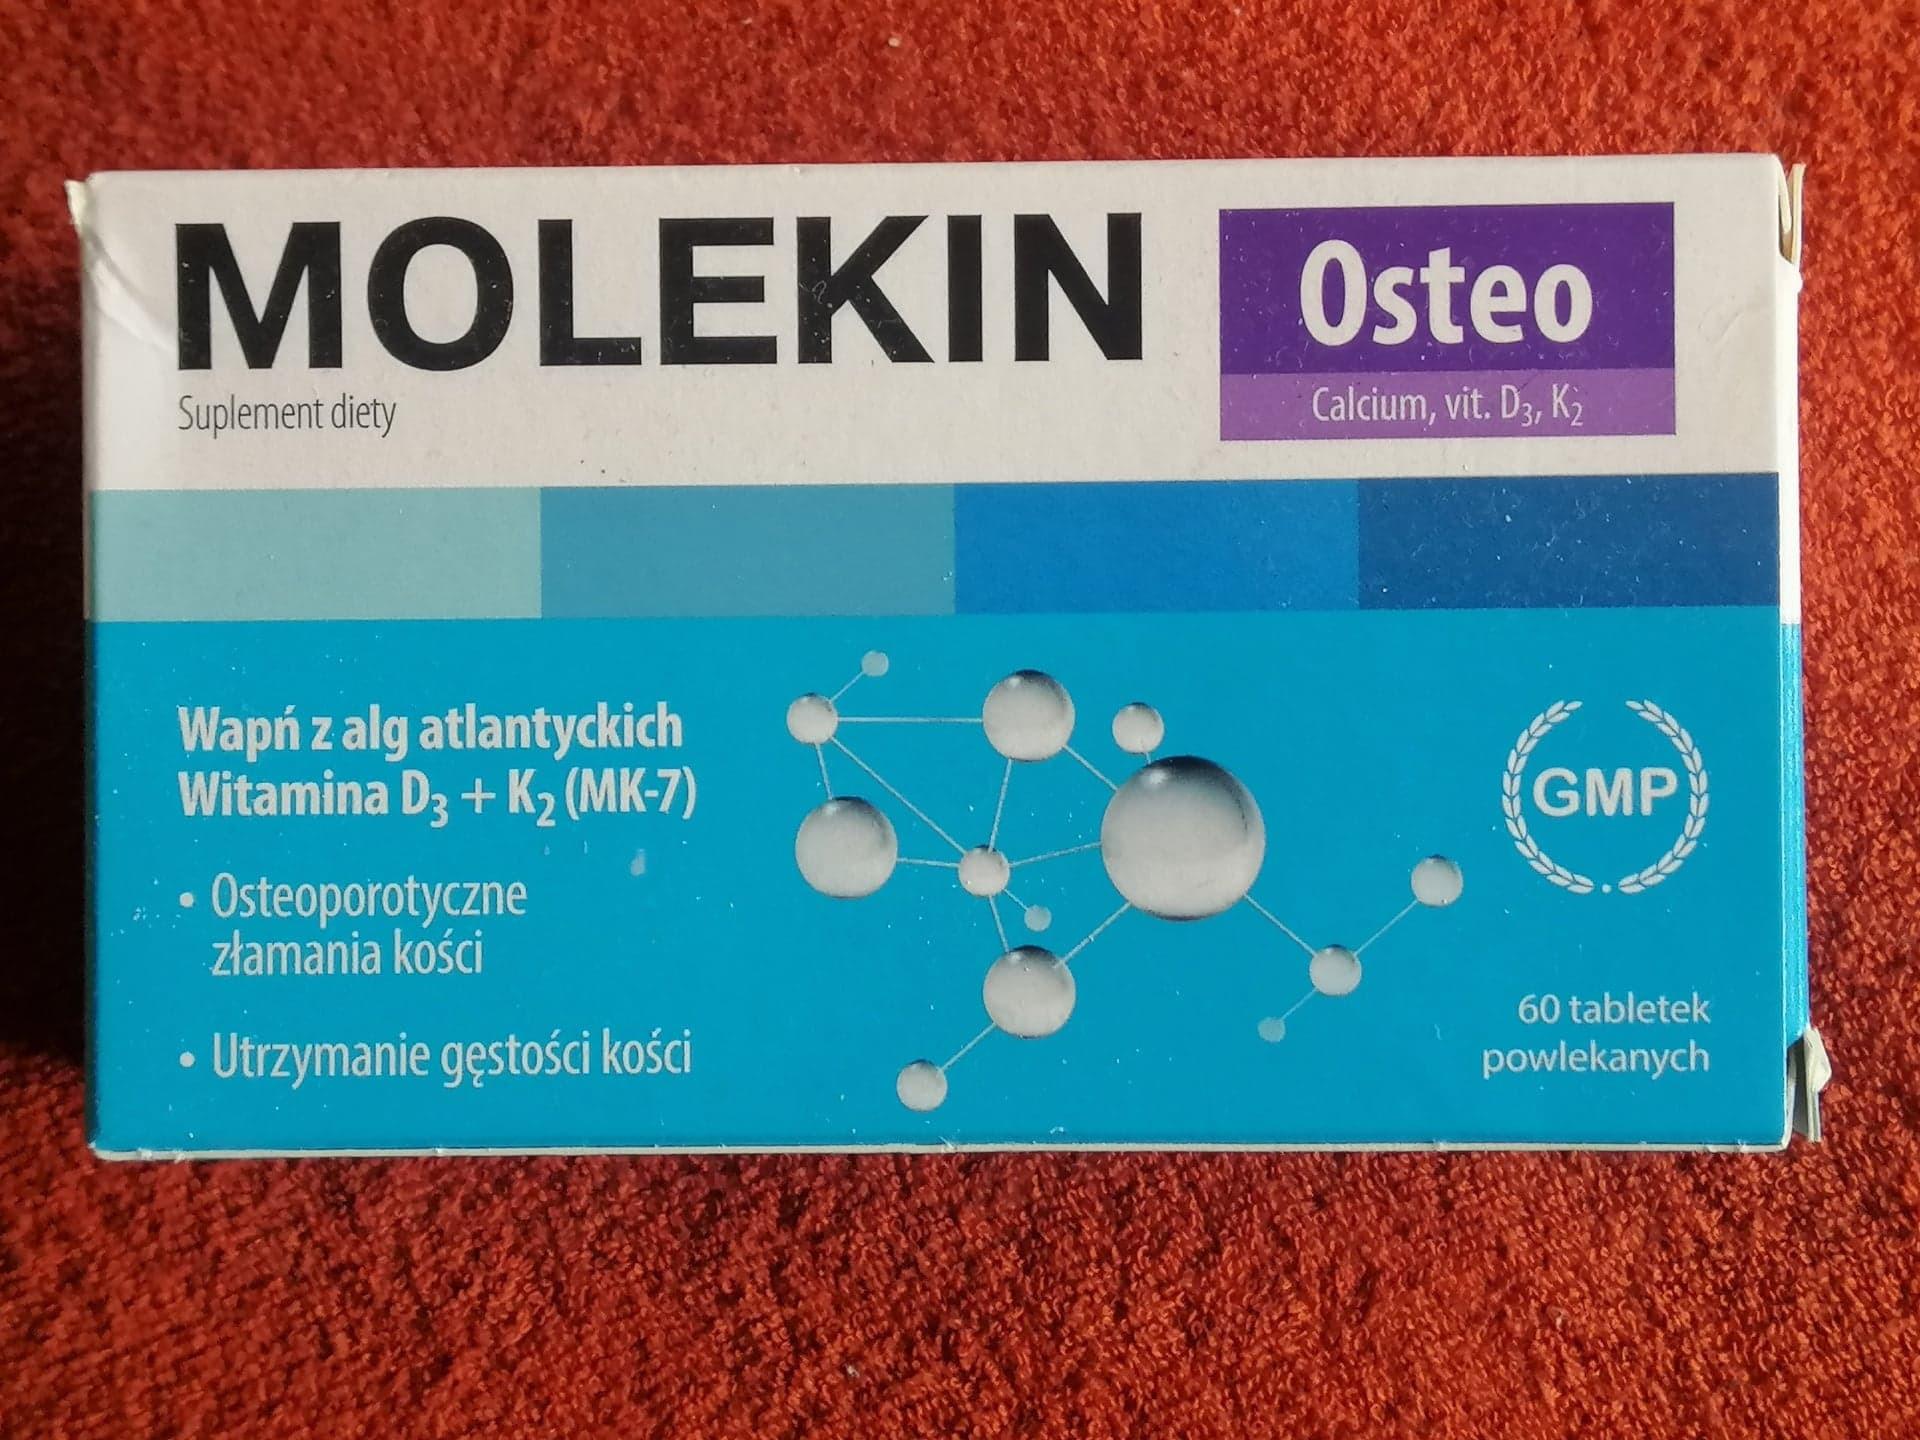 MOLEKIN
Suplement diety
Osteo
Calcium, vit. D₃, K₂
Wapń z alg atlantyckich
Witamina D₃ + K₂ (MK-7)
• Osteoporotyczne
złamania kości
• Utrzymanie gęstości kości
GMP
60 tabletek
powlekanych